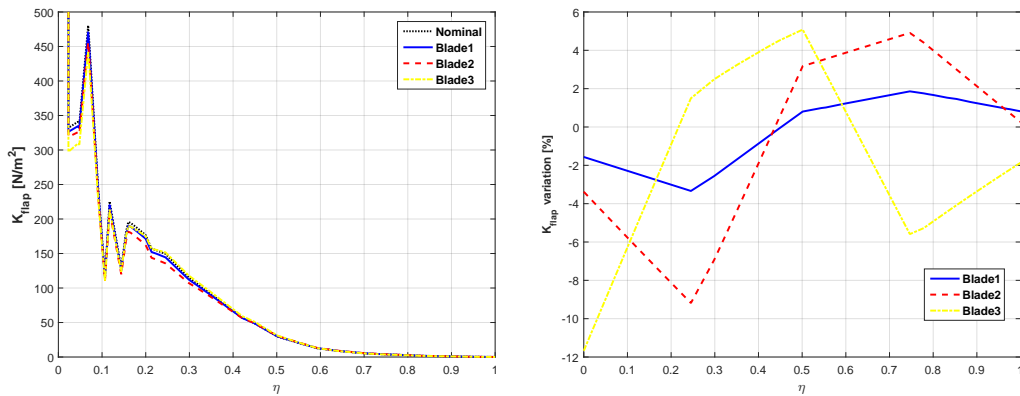 500
450
400
350
300
250
200
150
100
50
0
K_flap [N/m²]
0 0.1 0.2 0.3 0.4 0.5 0.6 0.7 0.8 0.9 1
η
Nominal
Blade1
Blade2
Blade3
6
4
2
0
-2
-4
-6
-8
-10
-12
K_flap variation [%]
0 0.1 0.2 0.3 0.4 0.5 0.6 0.7 0.8 0.9 1
η
Blade1
Blade2
Blade3